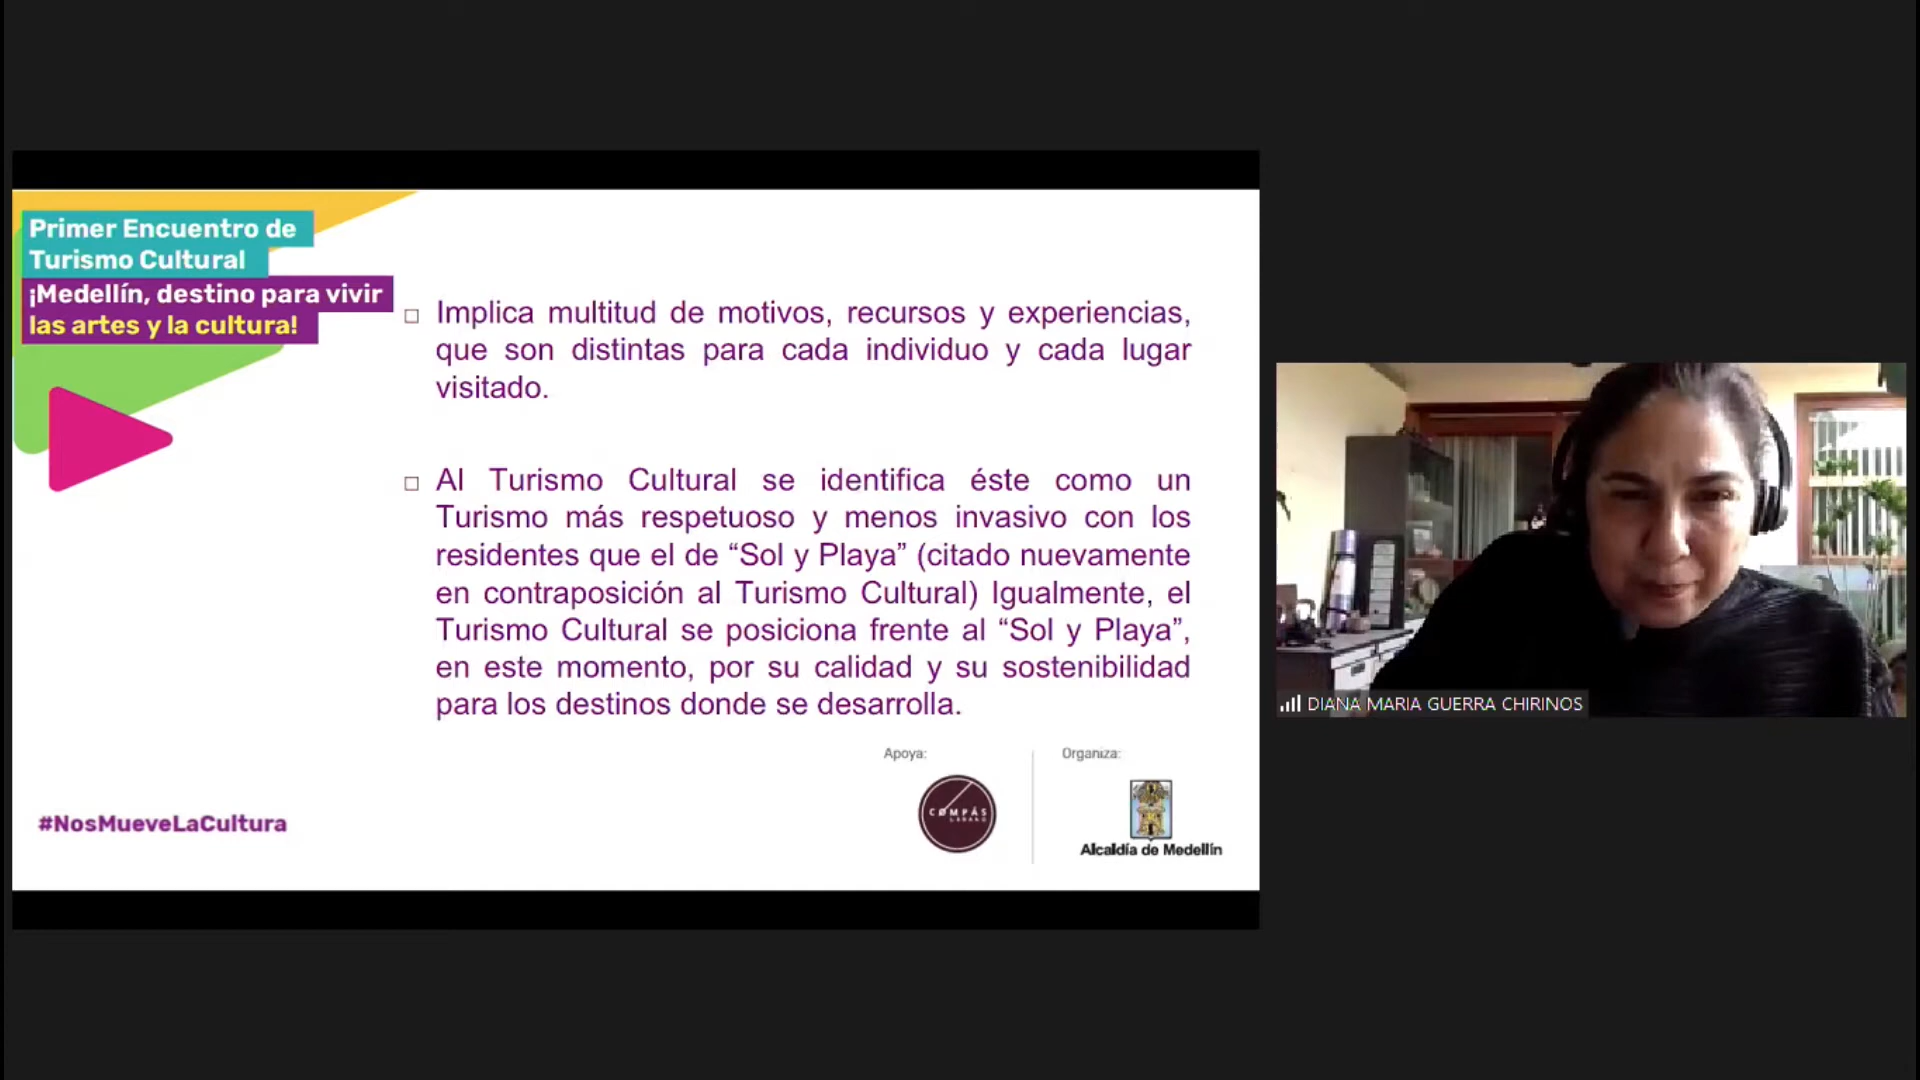 Primer Encuentro de
Turismo Cultural
¡Medellín, destino para vivir
las artes y la cultura!
Implica multitud de motivos, recursos y experiencias,
que son distintas para cada individuo y cada lugar
visitado.
Al Turismo Cultural se identifica éste como un
Turismo más respetuoso y menos invasivo con los
residentes que el de “Sol y Playa” (citado nuevamente
en contraposición al Turismo Cultural) Igualmente, el
Turismo Cultural se posiciona frente al “Sol y Playa”,
en este momento, por su calidad y su sostenibilidad
para los destinos donde se desarrolla.
Apoya:
Organiza:
COMPÁS
URBANO
Alcaldía de Medellín
#NosMueveLaCultura
DIANA MARIA GUERRA CHIRINOS